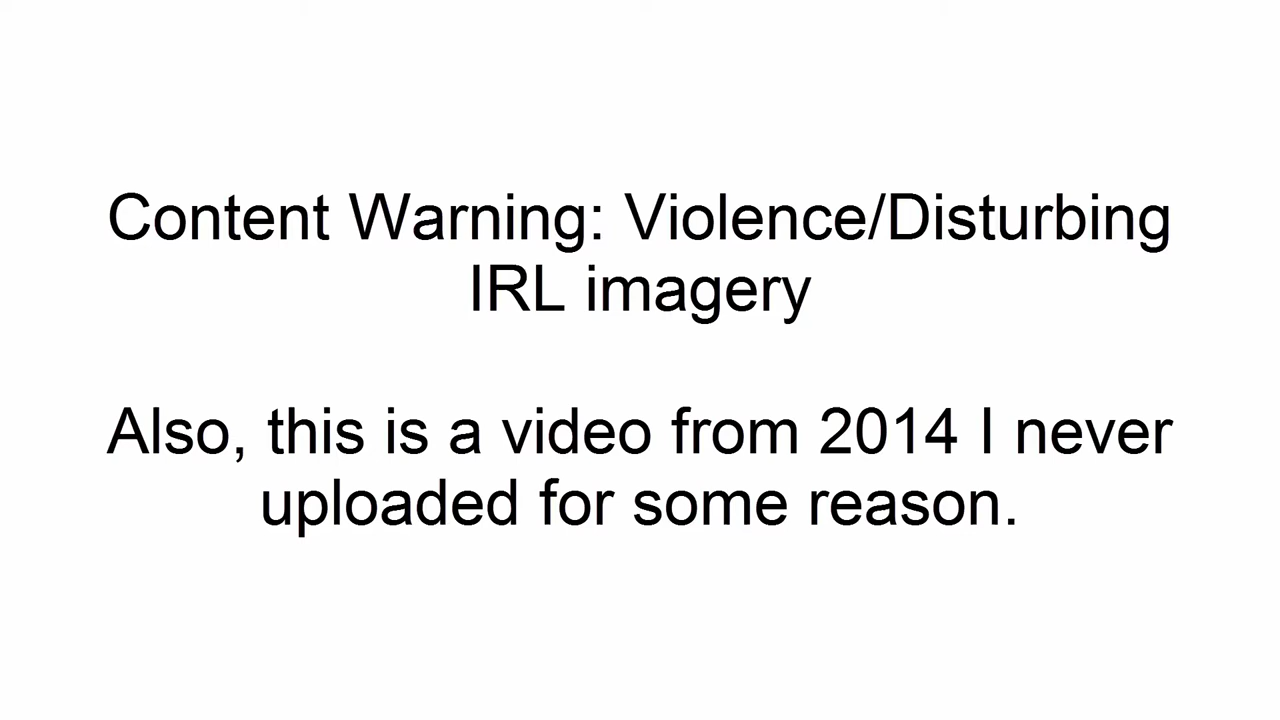 Content Warning: Violence/Disturbing
IRL imagery
Also, this is a video from 2014 I never
uploaded for some reason.